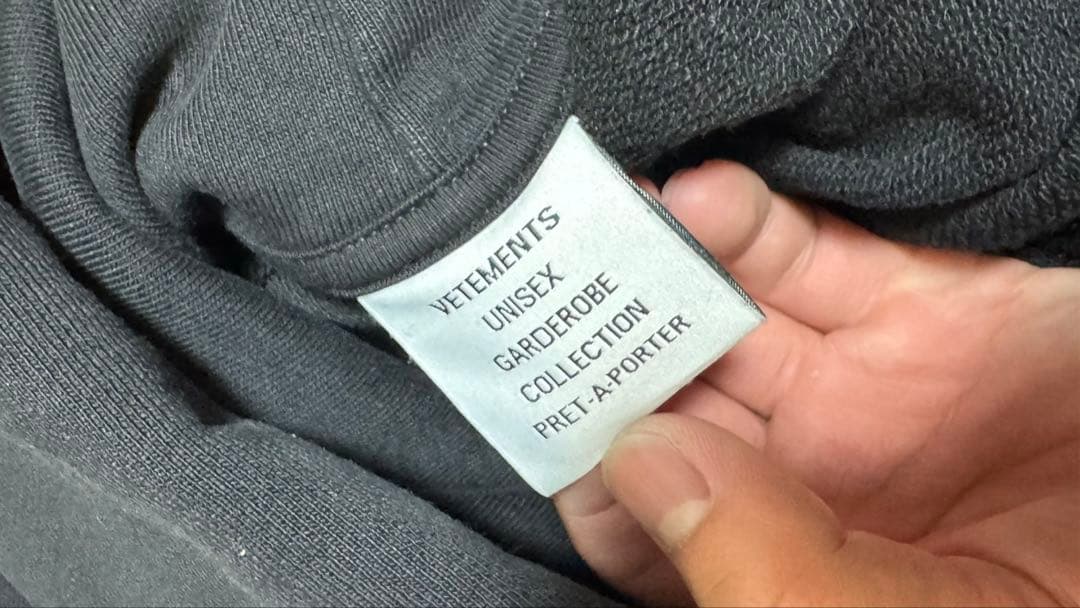 VETEMENTS
UNISEX
GARDEROBE
COLLECTION
PRET-A-PORTER